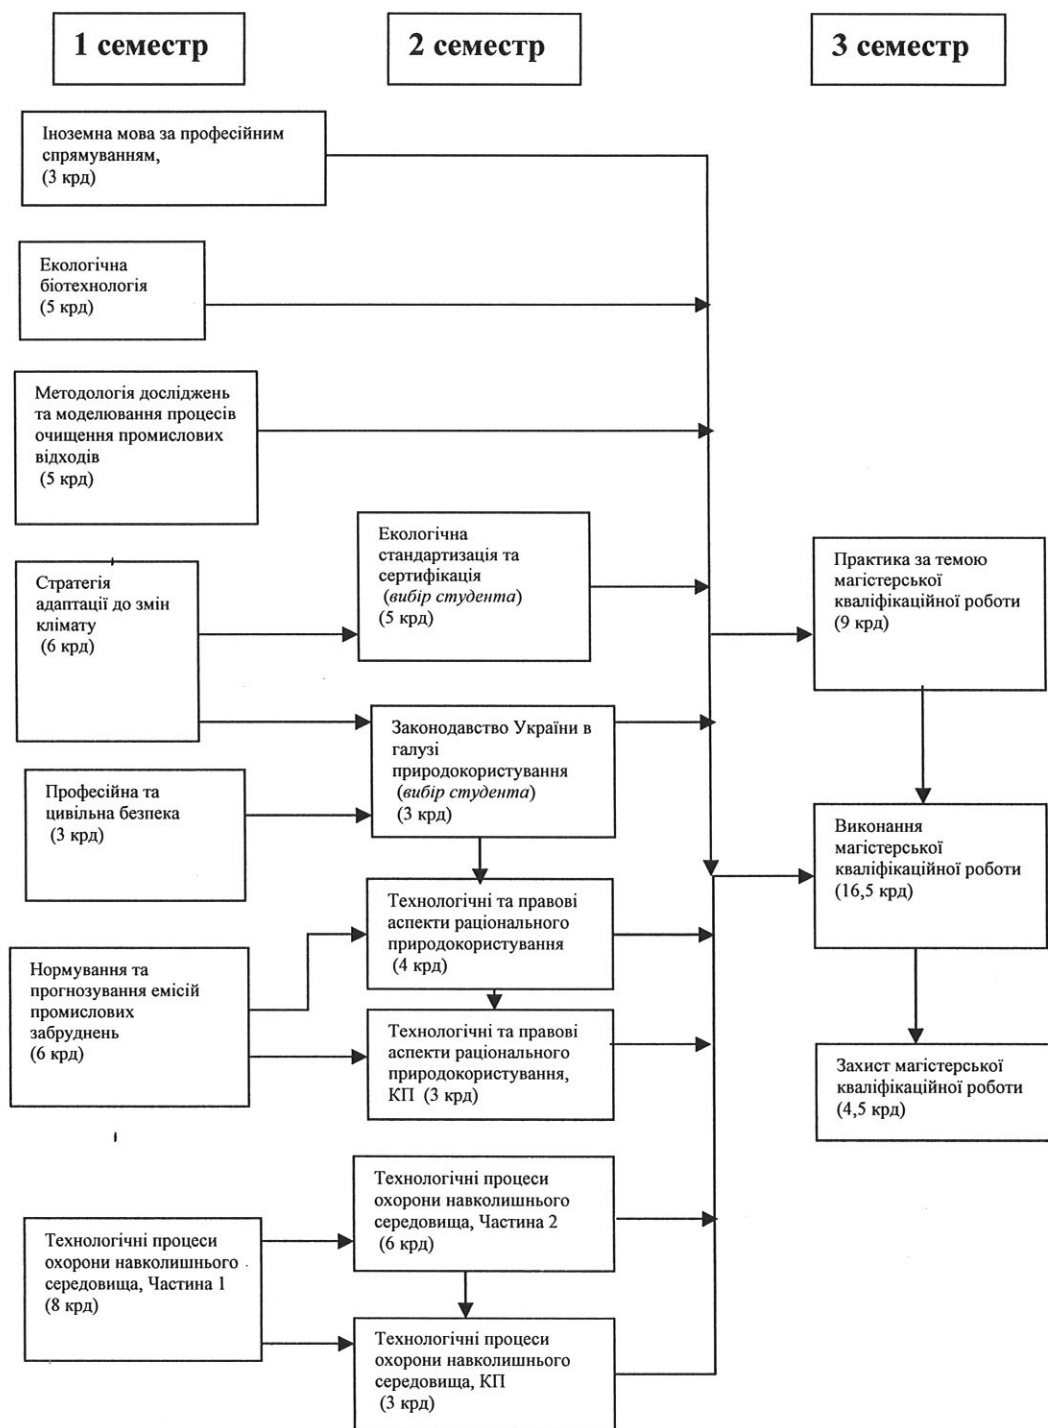 1 семестр
2 семестр
3 семестр
Іноземна мова за професійним
спрямуванням,
(3 крд)
Екологічна
біотехнологія
(5 крд)
Методологія досліджень
та моделювання процесів
очищення промислових
відходів
(5 крд)
Стратегія
адаптації до змін
клімату
(6 крд)
Професійна та
цивільна безпека
(3 крд)
Нормування та
прогнозування емісій
промислових
забруднень
(6 крд)
Технологічні процеси
охорони навколишнього
середовища, Частина 1
(8 крд)
Екологічна
стандартизація та
сертифікація
(вибір студента)
(5 крд)
Законодавство України в
галузі
природокористування
(вибір студента)
(3 крд)
Технологічні та правові
аспекти раціонального
природокористування
(4 крд)
Технологічні та правові
аспекти раціонального
природокористування,
КП (3 крд)
Технологічні процеси
охорони навколишнього
середовища, Частина 2
(6 крд)
Технологічні процеси
охорони навколишнього
середовища, КП
(3 крд)
Практика за темою
магістерської
кваліфікаційної роботи
(9 крд)
Виконання
магістерської
кваліфікаційної роботи
(16,5 крд)
Захист магістерської
кваліфікаційної роботи
(4,5 крд)